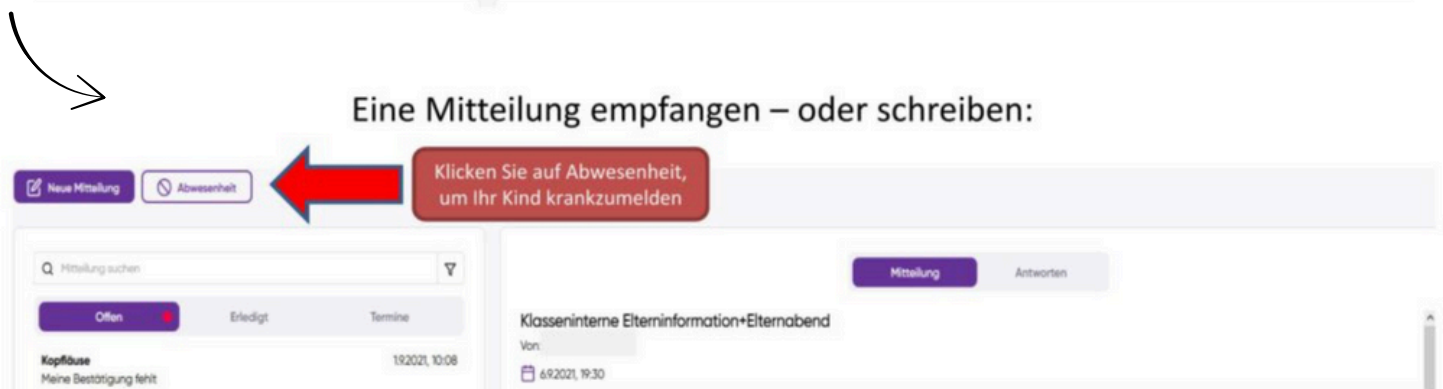 Eine Mitteilung empfangen – oder schreiben:
Neue Mitteilung
Abwesenheit
Klicken Sie auf Abwesenheit,
um Ihr Kind krankzumelden
Mitteilung suchen
Offen
Erledigt
Termine
Kopfläuse
1.9.2021, 10:08
Meine Bestätigung fehlt
Mitteilung
Antworten
Klasseninterne Elterninformation+Elternabend
Von:
6.9.2021, 19:30